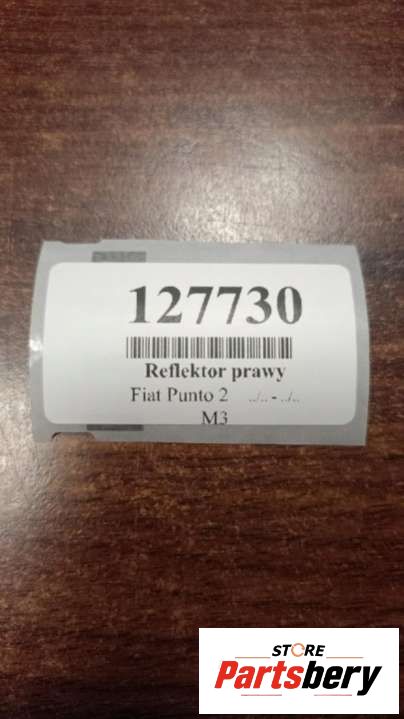 127730
Reflektor prawy
Fiat Punto 2 ../.. - ../..
M3
STORE
Partsbery